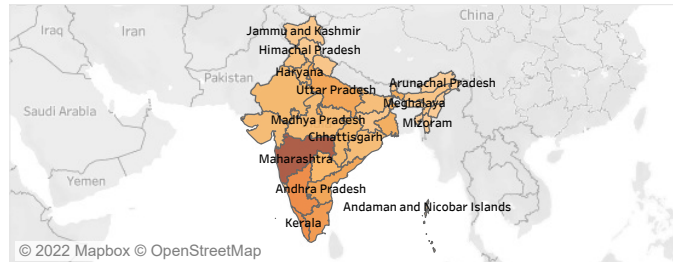 China
Iraq
Iran
Jammu and Kashmir
Himachal Pradesh
Pakistan
Haryana
Arunachal Pradesh
Uttar Pradesh
Meghalaya
Saudi Arabia
Madhya Pradesh
Mizoram
Chhattisgarh
Maharashtra
Yemen
Andhra Pradesh
Andaman and Nicobar Islands
Kerala
© 2022 Mapbox © OpenStreetMap